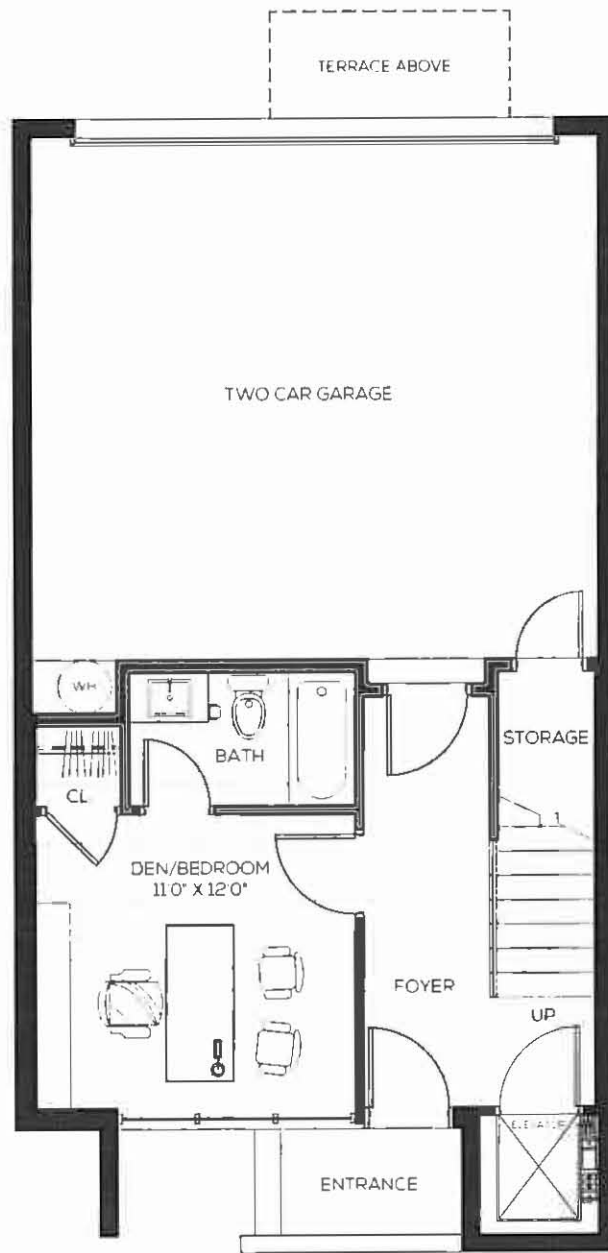 TERRACE ABOVE
TWO CAR GARAGE
WH
BATH
STORAGE
CL
1
DEN/BEDROOM
11'0" X 12'0"
FOYER
UP
ELEVATOR
ENTRANCE